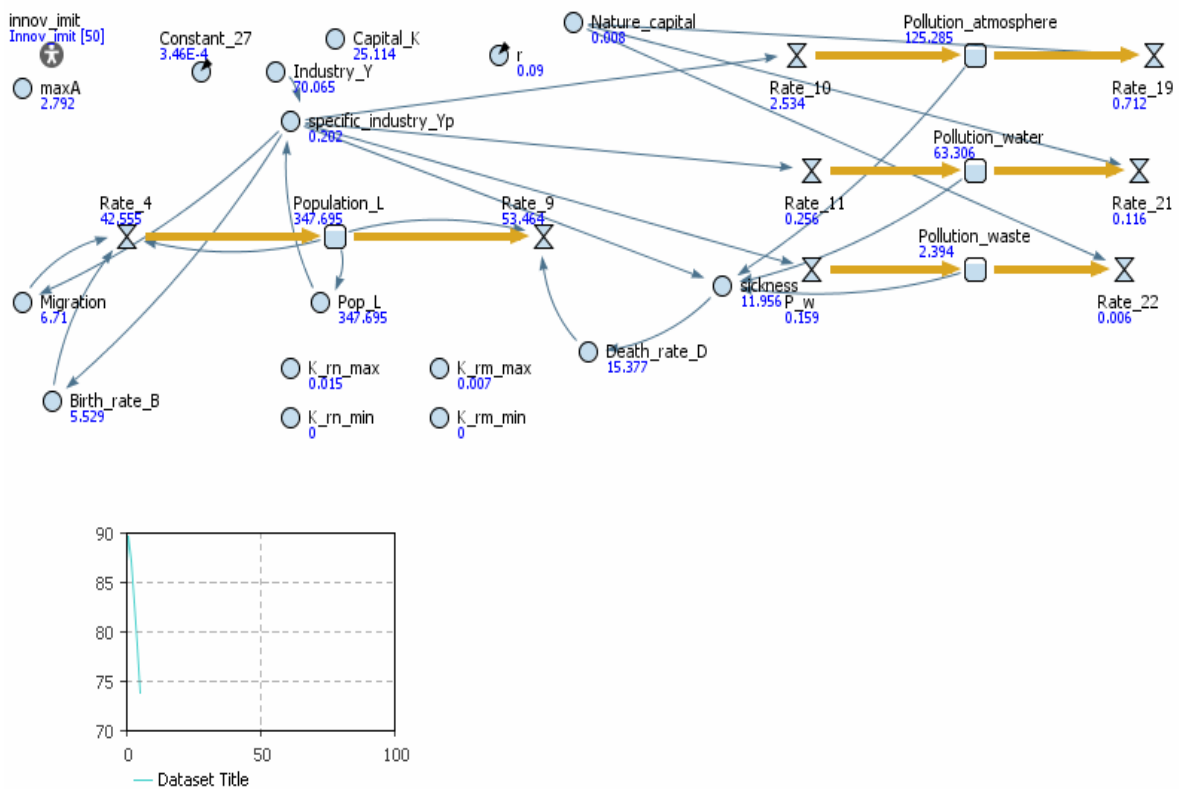 innov_imit
Innov_imit [50]
maxA
2.792
Constant_27
3.46E-4
Capital_K
25.114
Industry_Y
70.065
r
0.09
Nature_capital
0.008
specific_industry_Yp
0.202
Pollution_atmosphere
125.285
Rate_10
2.534
Rate_19
0.712
Pollution_water
63.306
Rate_11
0.256
Rate_21
0.116
Rate_4
42.555
Population_L
347.695
Rate_9
53.464
Pollution_waste
2.394
P_w
0.159
Rate_22
0.006
Migration
6.71
Pop_L
347.695
sickness
11.956
Death_rate_D
15.377
Birth_rate_B
5.529
K_rn_max
0.015
K_rm_max
0.007
K_rn_min
0
K_rm_min
0
90
85
80
75
70
0
50
100
Dataset Title